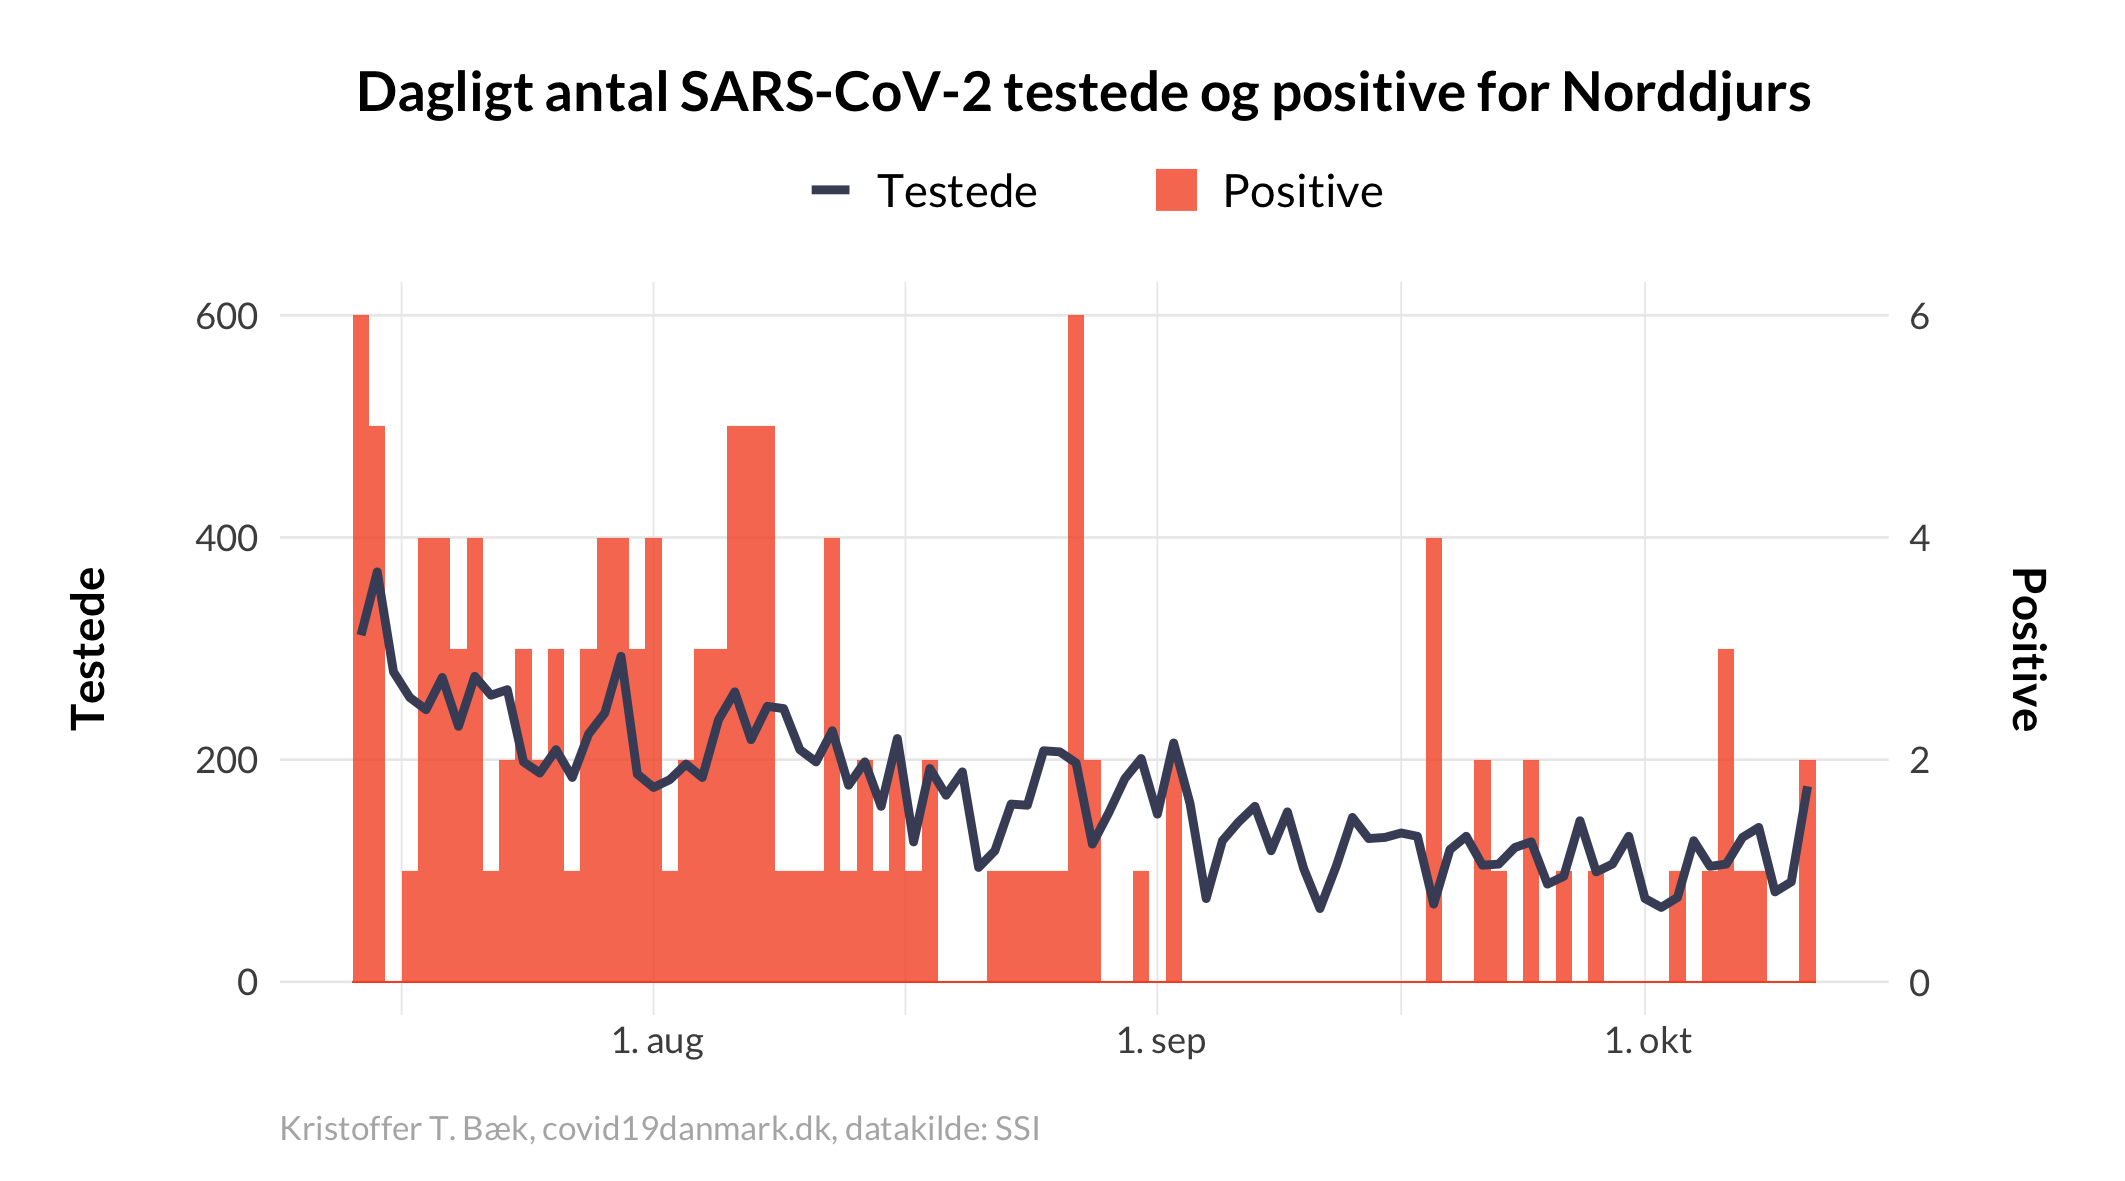 Dagligt antal SARS-CoV-2 testede og positive for Norddjurs
Testede
Positive
600
400
200
0
6
4
2
0
Testede
Positive
1. aug
1. sep
1. okt
Kristoffer T. Bæk, covid19danmark.dk, datakilde: SSI